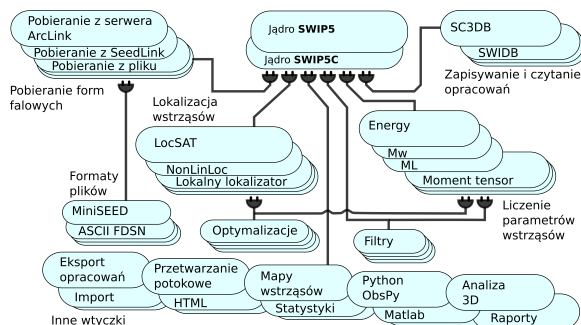 Pobieranie z serwera
ArcLink
Pobieranie z SeedLink
Pobieranie z pliku
Pobieranie form
falowych
Jądro SWIP5
Jądro SWIP5C
SC3DB
SWIDB
Zapisywanie i czytanie
opracowań
Lokalizacja
wstrząsów
LocSAT
NonLinLoc
Lokalny lokalizator
Energy
Mw
ML
Moment tensor
Liczenie
parametrów
wstrząsów
Formaty
plików
MiniSEED
ASCII FDSN
Optymalizacje
Filtry
Eksport
opracowań
Import
Inne wtyczki
Przetwarzanie
potokowe
HTML
Mapy
wstrząsów
Statystyki
Python
ObsPy
Matlab
Analiza
3D
Raporty